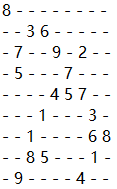 8 - - - - - - - -
- - 3 6 - - - - -
- 7 - - 9 - 2 - -
- 5 - - - 7 - - -
- - - - 4 5 7 - -
- - - 1 - - - 3 -
- - 1 - - - - 6 8
- - 8 5 - - - 1 -
- 9 - - - - 4 - -